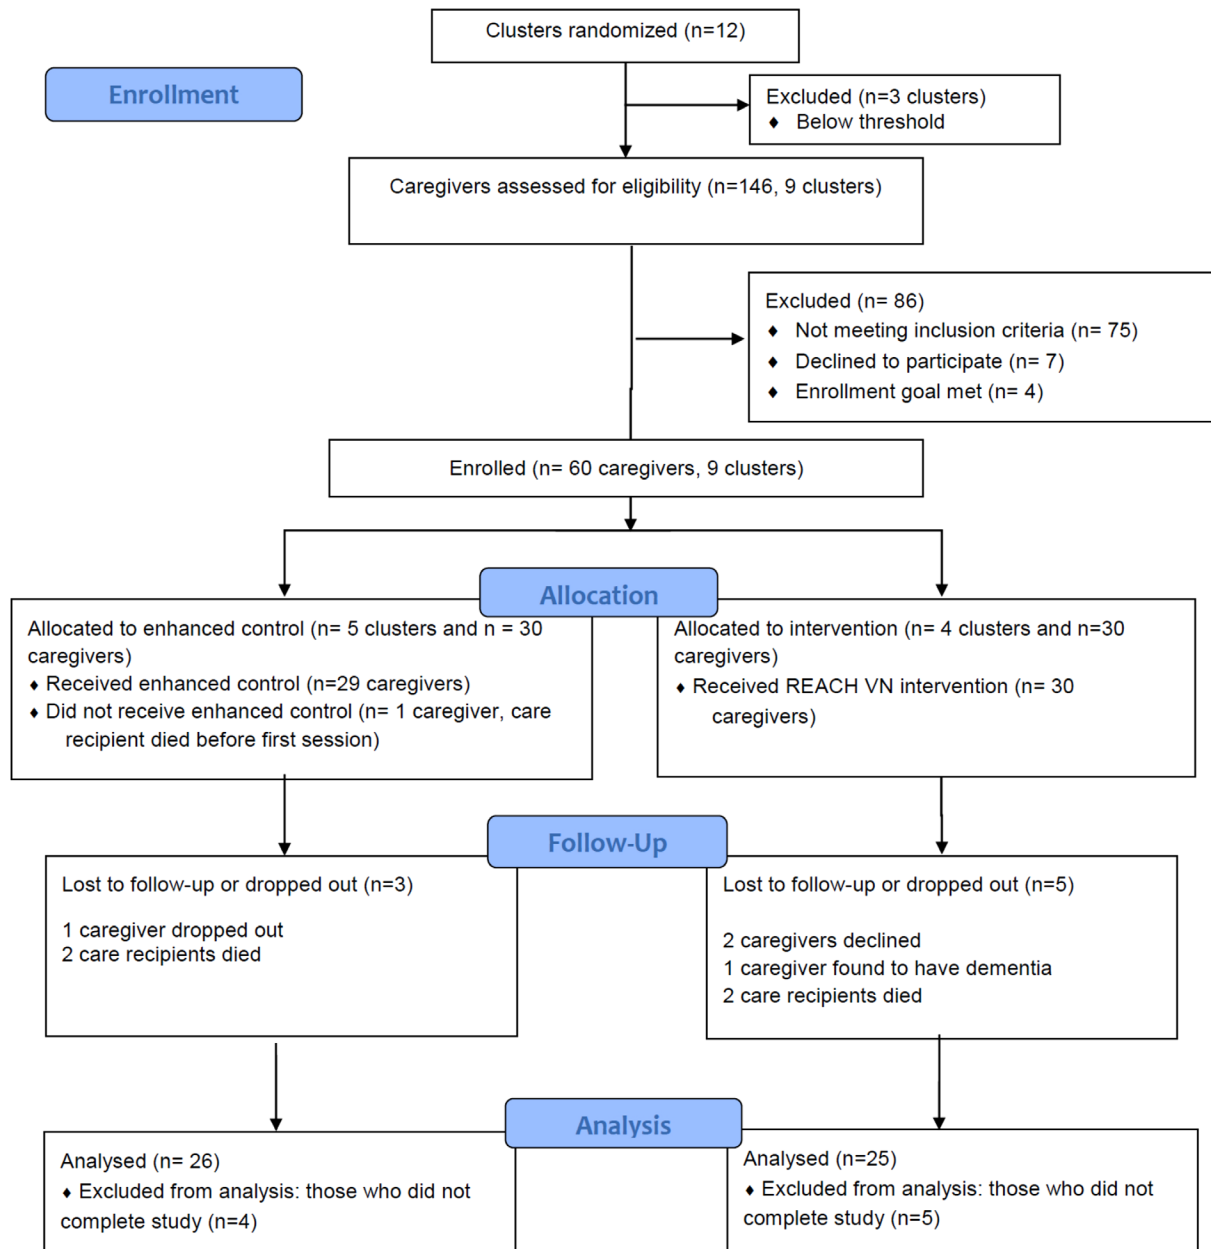 Clusters randomized (n=12)
Enrollment
Excluded (n=3 clusters)
♦ Below threshold
Caregivers assessed for eligibility (n=146, 9 clusters)
Excluded (n= 86)
♦ Not meeting inclusion criteria (n= 75)
♦ Declined to participate (n= 7)
♦ Enrollment goal met (n= 4)
Enrolled (n= 60 caregivers, 9 clusters)
Allocation
Allocated to enhanced control (n= 5 clusters and n = 30
caregivers)
♦ Received enhanced control (n=29 caregivers)
♦ Did not receive enhanced control (n= 1 caregiver, care
recipient died before first session)
Allocated to intervention (n= 4 clusters and n=30
caregivers)
♦ Received REACH VN intervention (n= 30
caregivers)
Follow-Up
Lost to follow-up or dropped out (n=3)
1 caregiver dropped out
2 care recipients died
Lost to follow-up or dropped out (n=5)
2 caregivers declined
1 caregiver found to have dementia
2 care recipients died
Analysis
Analysed (n= 26)
♦ Excluded from analysis: those who did not
complete study (n=4)
Analysed (n=25)
♦ Excluded from analysis: those who did not
complete study (n=5)